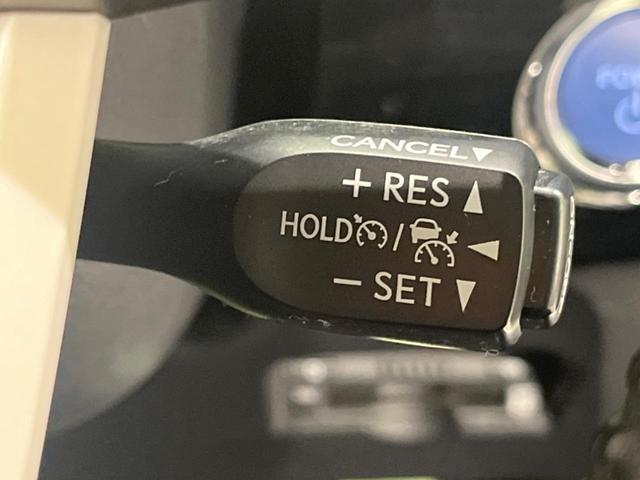 CANCEL▼
+ RES ▲
HOLD / ◀
− SET ▼